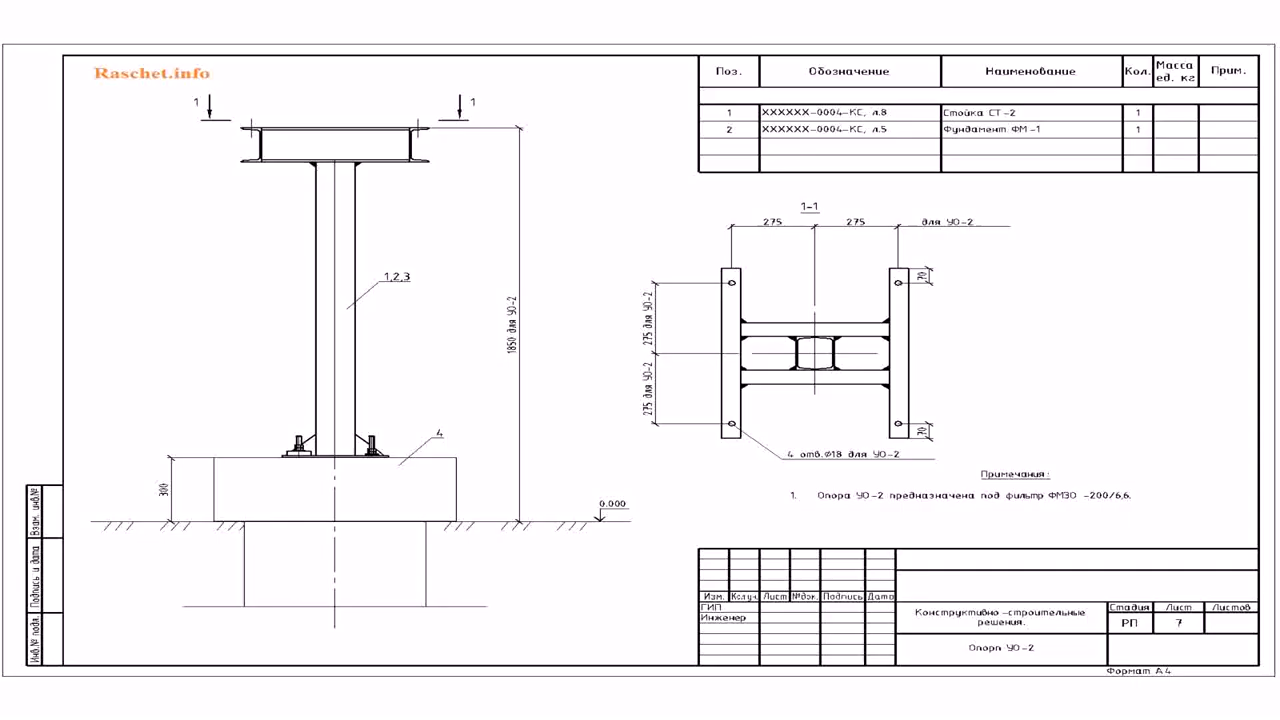 Raschet.info
1 1
1,2,3
4
1850 для УО-2
300
0.000
Поз. Обозначение Наименование Кол. Масса ед. кг Прим.
1 XXXXXX-0004-КС, л.8 Стойка СТ-2 1
2 XXXXXX-0004-КС, л.5 Фундамент ФМ-1 1
1-1
275 275 для УО-2
70
275 для УО-2
275 для УО-2
70
4 отв.Ø18 для УО-2
Примечания:
1. Опора УО-2 предназначена под фильтр ФМЗО -200/6,6.
Взам. инв.№
Подпись и дата
Инв.№ подл.
Изм. Кол.уч. Лист №док. Подпись Дата
ГИП
Инженер
Конструктивно-строительные
решения.
Стадия Лист Листов
РП 7
Опора УО-2
Формат А4